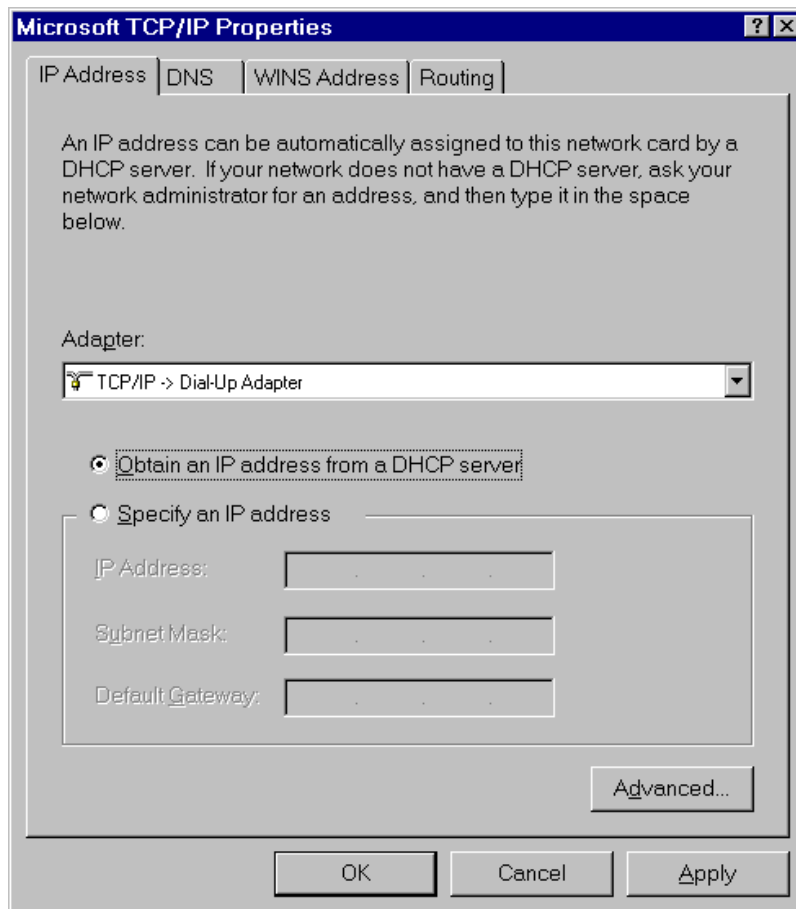 Microsoft TCP/IP Properties
IP Address DNS WINS Address Routing
An IP address can be automatically assigned to this network card by a
DHCP server. If your network does not have a DHCP server, ask your
network administrator for an address, and then type it in the space
below.
Adapter:
TCP/IP -> Dial-Up Adapter
Obtain an IP address from a DHCP server
Specify an IP address
IP Address:
Subnet Mask:
Default Gateway:
Advanced...
OK Cancel Apply